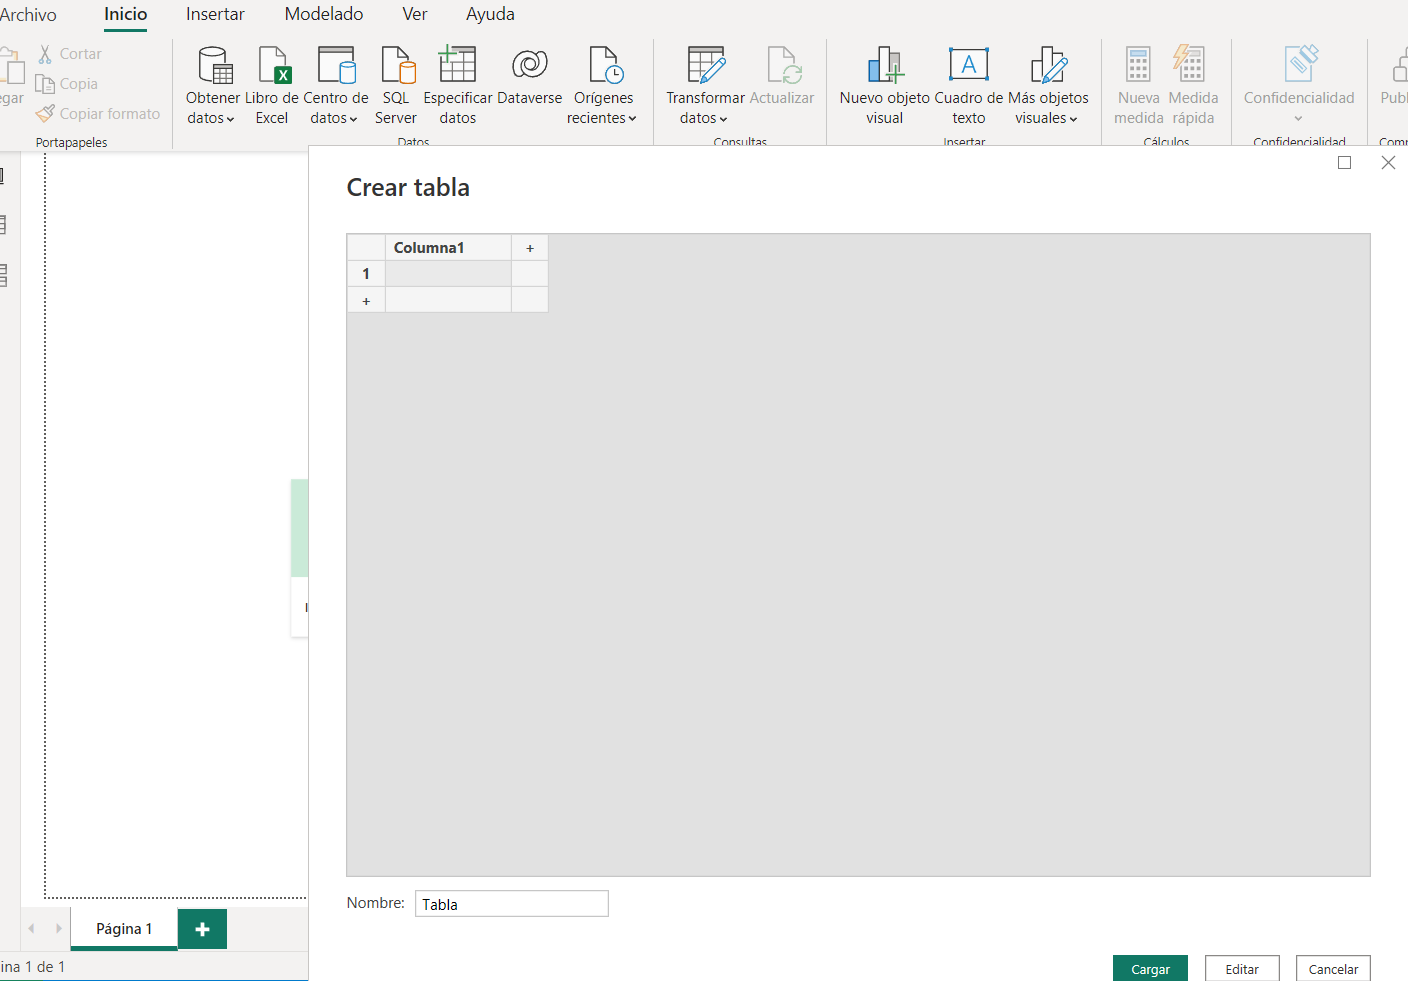 Archivo Inicio Insertar Modelado Ver Ayuda
Cortar
Copia
Copiar formato
Portapapeles
Obtener datos
Libro de Excel
Centro de datos
SQL Server
Especificar datos
Dataverse
Orígenes recientes
Datos
Transformar datos
Actualizar
Consultas
Nuevo objeto visual
Cuadro de texto
A
Más objetos visuales
Insertar
Nueva medida
Medida rápida
Cálculos
Confidencialidad
Confidencialidad
Crear tabla
Columna1 +
1
+
Nombre: Tabla
Página 1
ina 1 de 1
Cargar Editar Cancelar